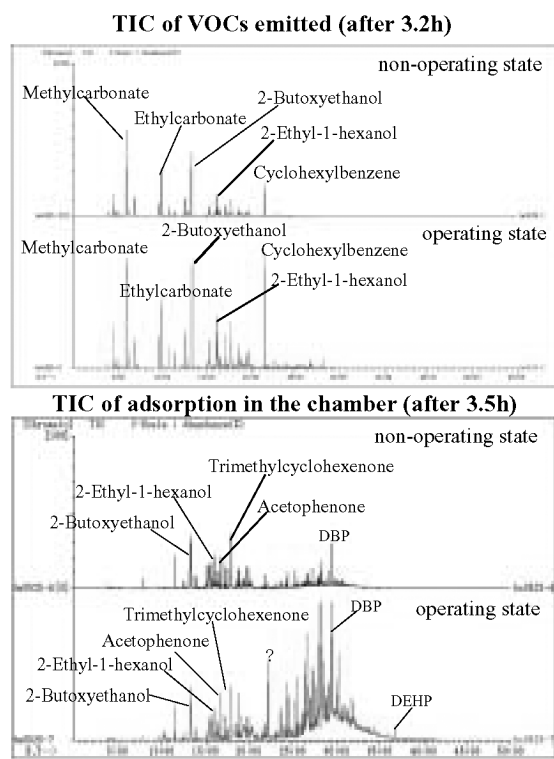 TIC of VOCs emitted (after 3.2h)
non-operating state
Methylcarbonate
2-Butoxyethanol
Ethylcarbonate
2-Ethyl-1-hexanol
Cyclohexylbenzene
operating state
2-Butoxyethanol
Methylcarbonate
Cyclohexylbenzene
2-Ethyl-1-hexanol
Ethylcarbonate
TIC of adsorption in the chamber (after 3.5h)
non-operating state
Trimethylcyclohexenone
2-Ethyl-1-hexanol
Acetophenone
2-Butoxyethanol
DBP
DBP
operating state
Trimethylcyclohexenone
Acetophenone
?
2-Ethyl-1-hexanol
2-Butoxyethanol
DEHP